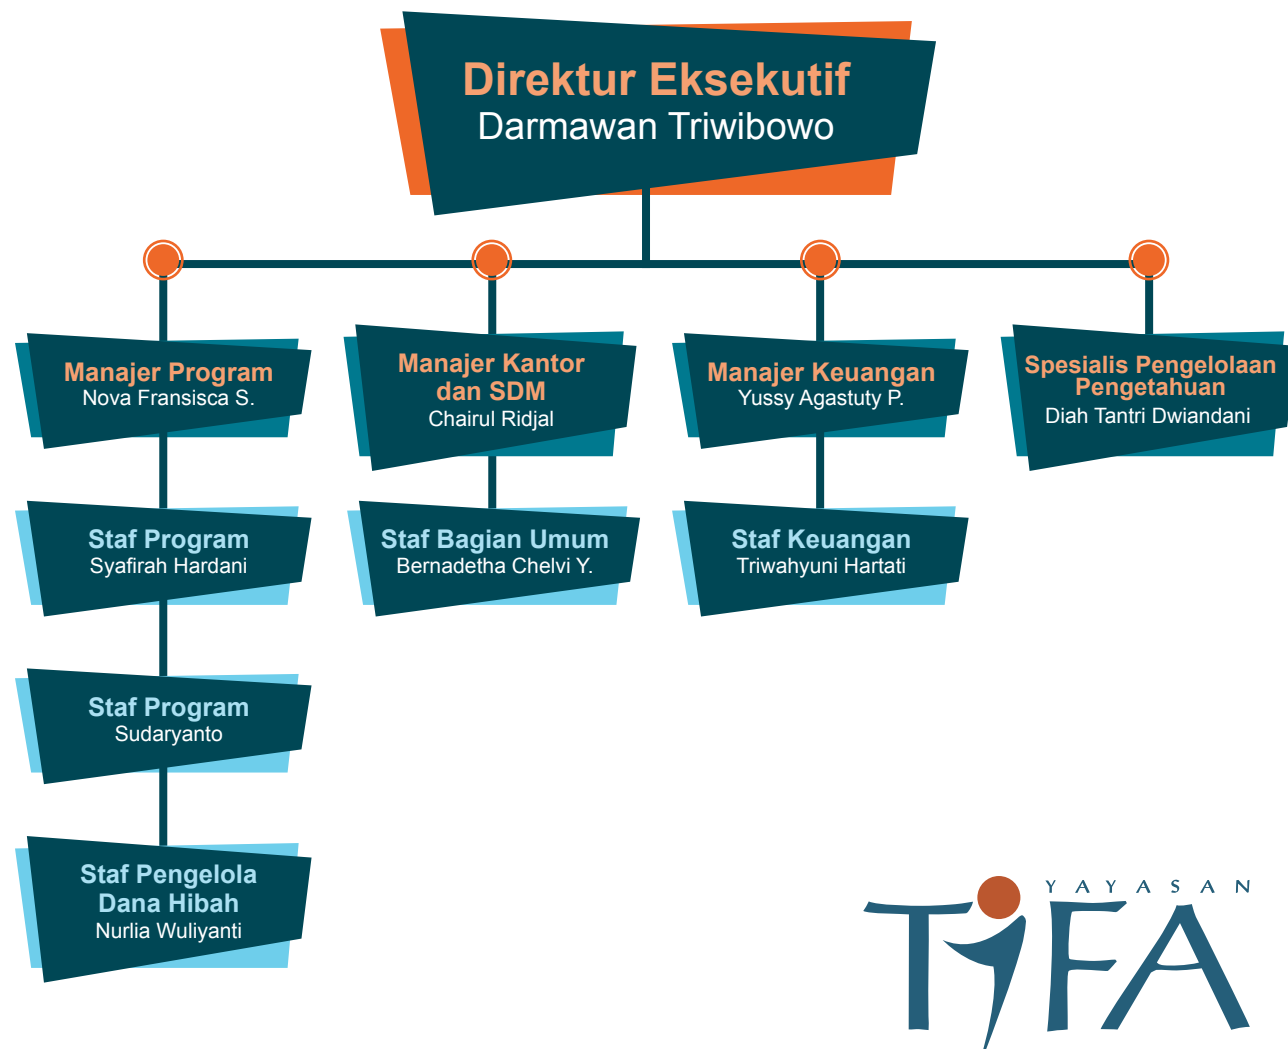 Direktur Eksekutif
Darmawan Triwibowo
Manajer Program
Nova Fransisca S.
Manajer Kantor
dan SDM
Chairul Ridjal
Manajer Keuangan
Yussy Agastuty P.
Spesialis Pengelolaan
Pengetahuan
Diah Tantri Dwiandani
Staf Program
Syafirah Hardani
Staf Bagian Umum
Bernadetha Chelvi Y.
Staf Keuangan
Triwahyuni Hartati
Staf Program
Sudaryanto
Staf Pengelola
Dana Hibah
Nurlia Wuliyanti
YAYASAN
TIFA